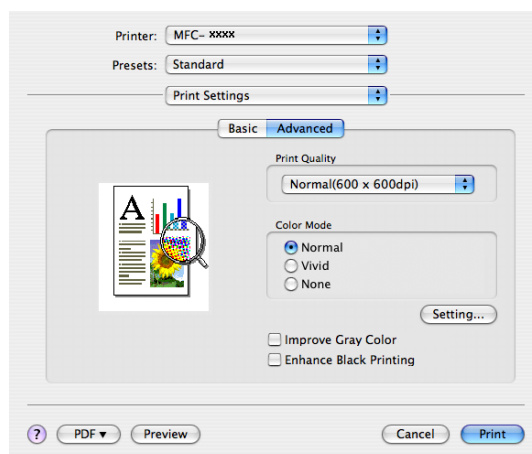 Printer: MFC- xxxx
Presets: Standard
Print Settings
Basic Advanced
Print Quality
Normal(600 x 600dpi)
Color Mode
Normal
Vivid
None
Setting...
Improve Gray Color
Enhance Black Printing
? PDF ▼ Preview Cancel Print
A